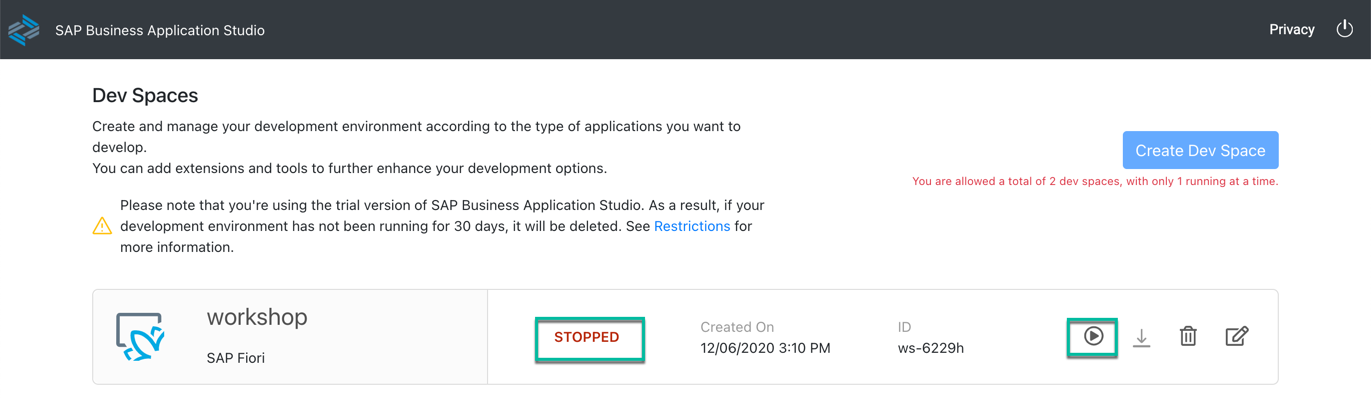 SAP Business Application Studio
Privacy
Dev Spaces
Create and manage your development environment according to the type of applications you want to
develop.
You can add extensions and tools to further enhance your development options.
Create Dev Space
You are allowed a total of 2 dev spaces, with only 1 running at a time.
Please note that you're using the trial version of SAP Business Application Studio. As a result, if your
development environment has not been running for 30 days, it will be deleted. See Restrictions for
more information.
workshop
SAP Fiori
STOPPED
Created On
12/06/2020 3:10 PM
ID
ws-6229h